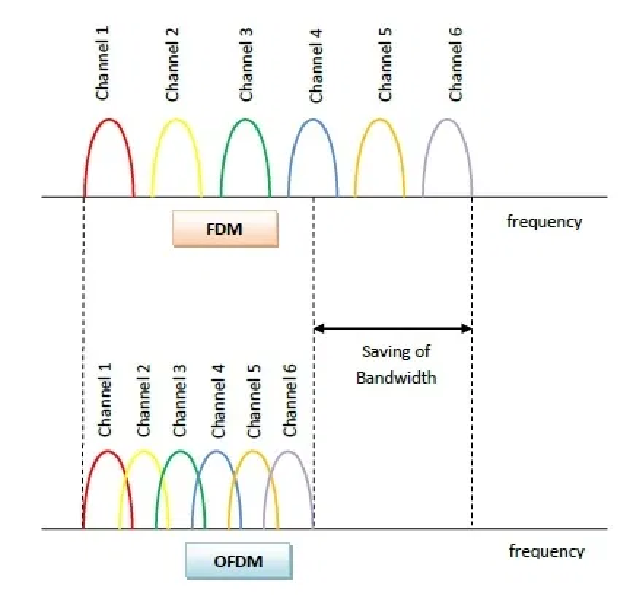 Channel 1
Channel 2
Channel 3
Channel 4
Channel 5
Channel 6
FDM
frequency
Saving of
Bandwidth
Channel 1
Channel 2
Channel 3
Channel 4
Channel 5
Channel 6
OFDM
frequency